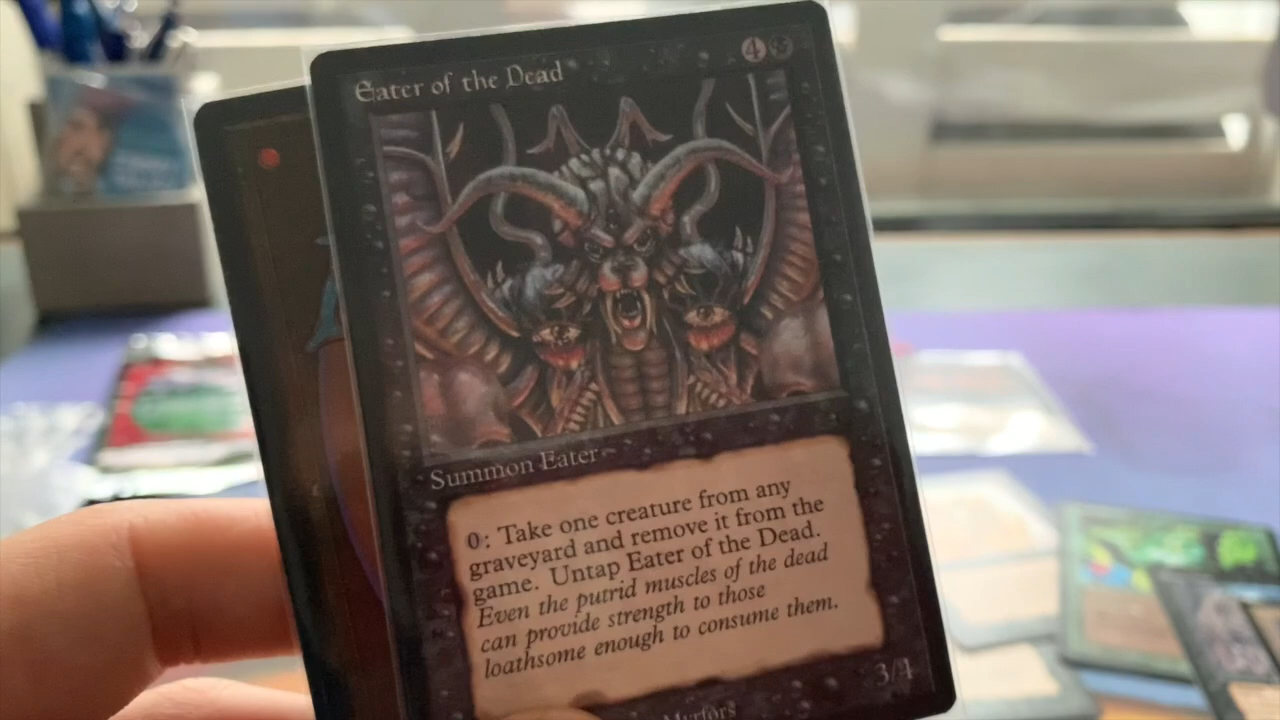 Eater of the Dead
4
Summon Eater
0: Take one creature from any
graveyard and remove it from the
game. Untap Eater of the Dead.
Even the putrid muscles of the dead
can provide strength to those
loathsome enough to consume them.
3/4
Myrfors